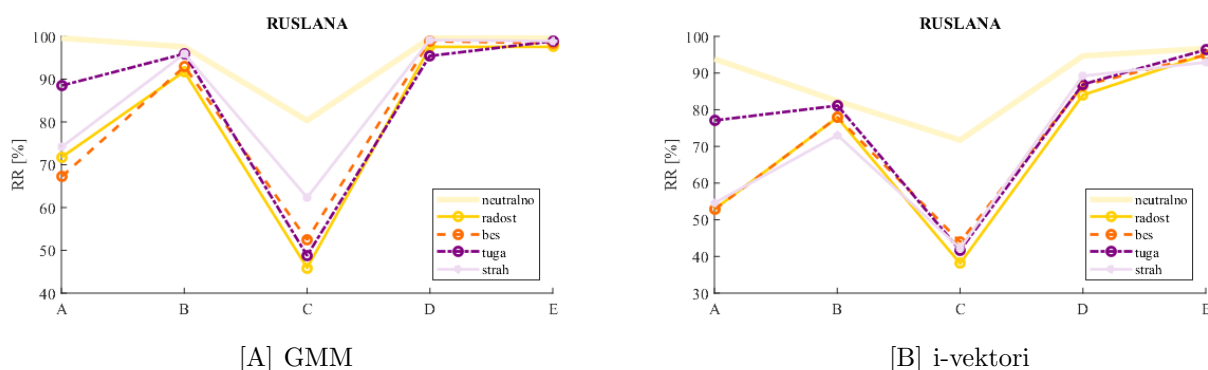 RUSLANA
RR [%]
100
90
80
70
60
50
40
A
B
C
D
E
neutralno
radost
bes
tuga
strah
[A] GMM
RUSLANA
RR [%]
100
90
80
70
60
50
40
30
A
B
C
D
E
neutralno
radost
bes
tuga
strah
[B] i-vektori